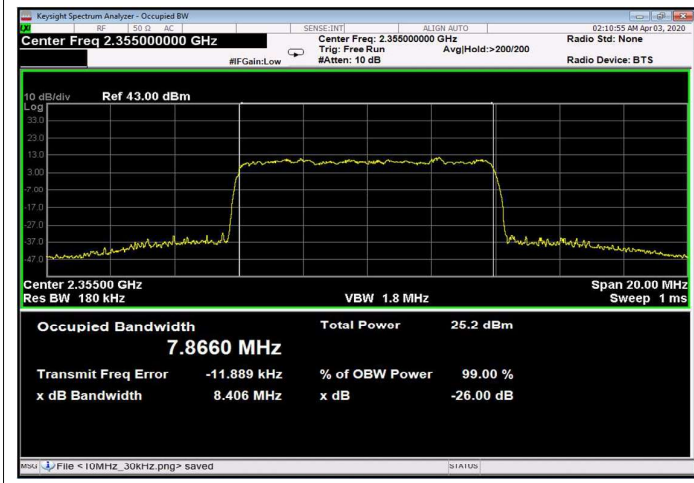 Keysight Spectrum Analyzer - Occupied BW
RF 50 Ω AC SENSE:INT ALIGN AUTO 02:10:55 AM Apr 03, 2020
Center Freq 2.355000000 GHz Center Freq: 2.355000000 GHz Radio Std: None
Trig: Free Run Avg|Hold:>200/200
#IFGain:Low #Atten: 10 dB Radio Device: BTS
10 dB/div Ref 43.00 dBm
Log
33.0
23.0
13.0
3.00
-7.00
-17.0
-27.0
-37.0
-47.0
Center 2.35500 GHz Span 20.00 MHz
Res BW 180 kHz VBW 1.8 MHz Sweep 1 ms
Occupied Bandwidth Total Power 25.2 dBm
7.8660 MHz
Transmit Freq Error -11.889 kHz % of OBW Power 99.00 %
x dB Bandwidth 8.406 MHz x dB -26.00 dB
MSG File <10MHz_30kHz.png> saved STATUS